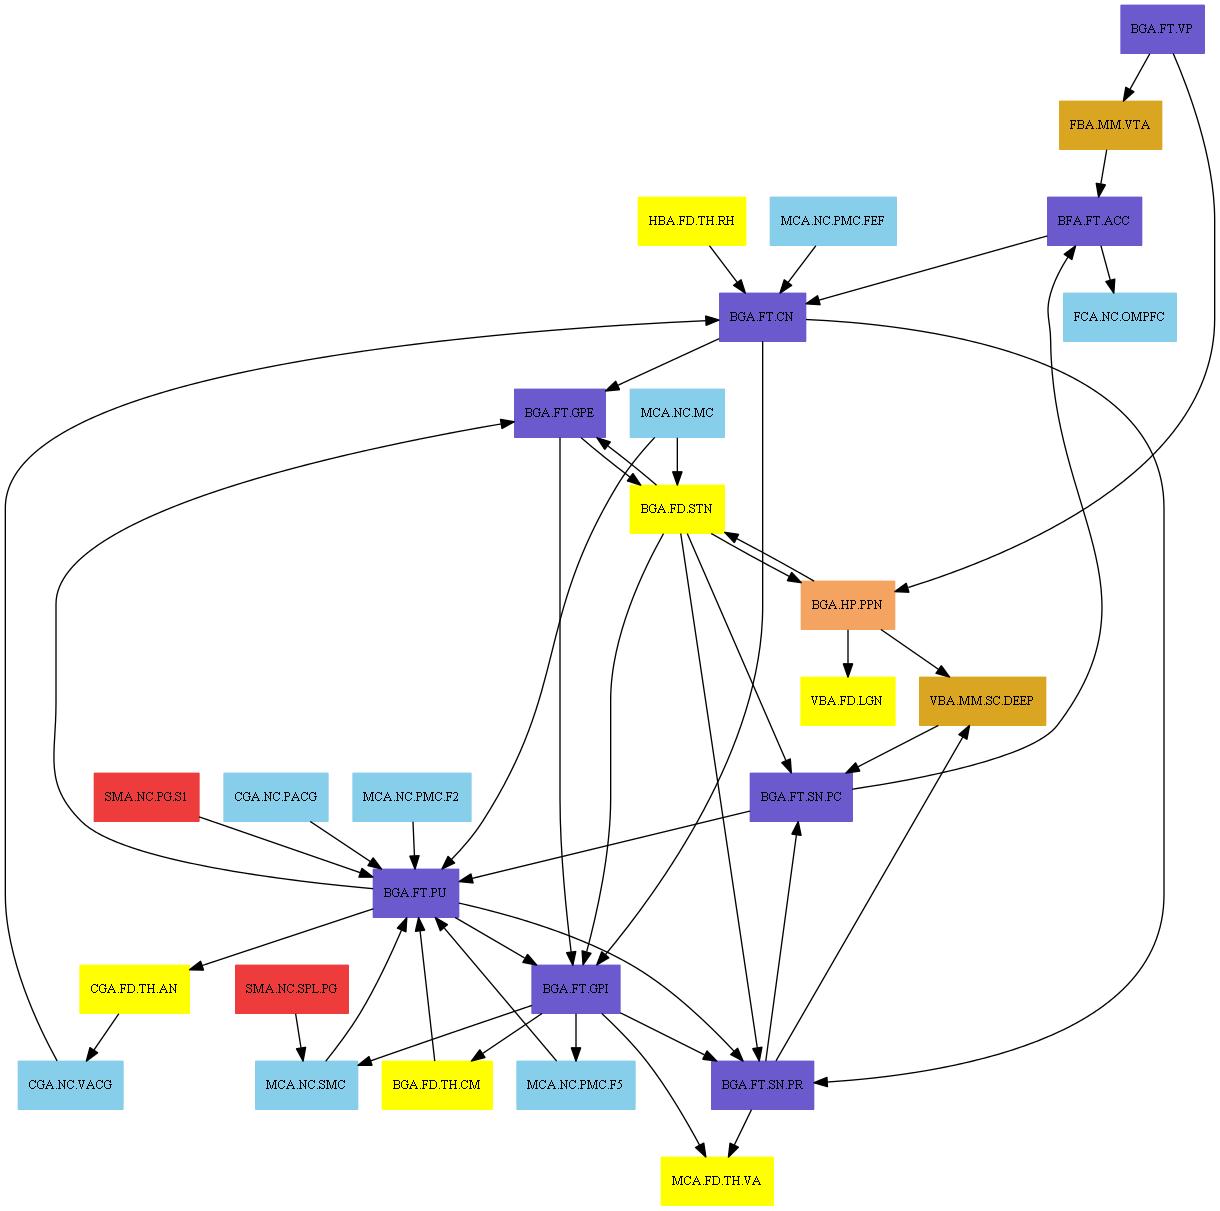 BGA.FT.VP
FBA.MM.VTA
HBA.FD.TH.RH
MCA.NC.PMC.FEF
BFA.FT.ACC
BGA.FT.CN
FCA.NC.OMPFC
BGA.FT.GPE
MCA.NC.MC
BGA.FD.STN
BGA.HP.PPN
VBA.FD.LGN
VBA.MM.SC.DEEP
SMA.NC.PG.S1
CGA.NC.PACG
MCA.NC.PMC.F2
BGA.FT.SN.PC
BGA.FT.PU
CGA.FD.TH.AN
SMA.NC.SPL.PG
BGA.FT.GPI
CGA.NC.VACG
MCA.NC.SMC
BGA.FD.TH.CM
MCA.NC.PMC.F5
BGA.FT.SN.PR
MCA.FD.TH.VA